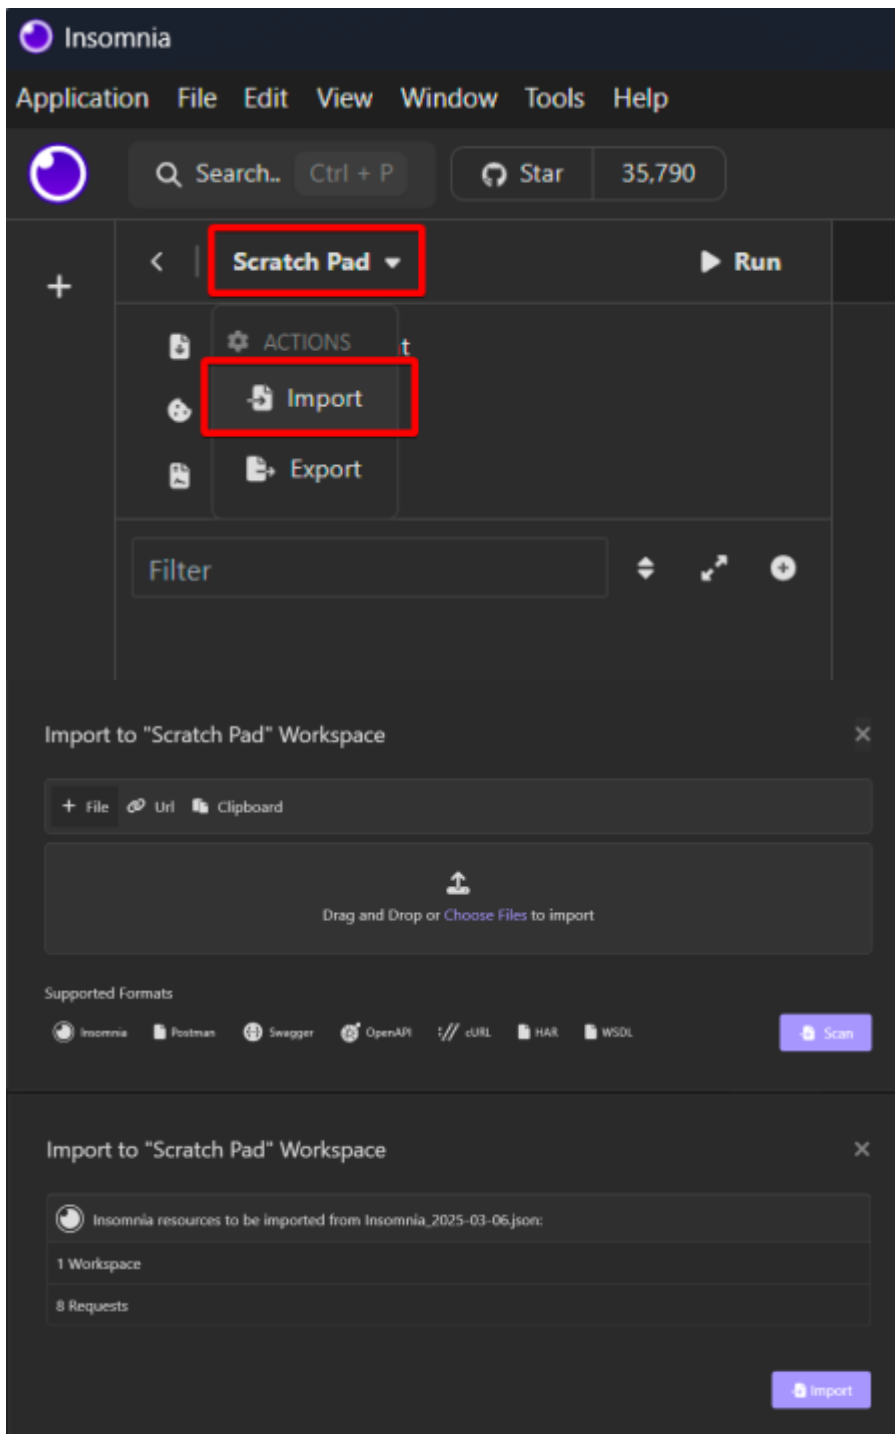 Insomnia
Application File Edit View Window Tools Help
Search.. Ctrl + P Star 35,790
Scratch Pad Run
ACTIONS
t
Import
Export
Filter
Import to "Scratch Pad" Workspace
File Url Clipboard
Drag and Drop or Choose Files to import
Supported Formats
Insomnia Postman Swagger OpenAPI cURL HAR WSDL Scan
Import to "Scratch Pad" Workspace
Insomnia resources to be imported from Insomnia_2025-03-06.json:
1 Workspace
8 Requests
Import